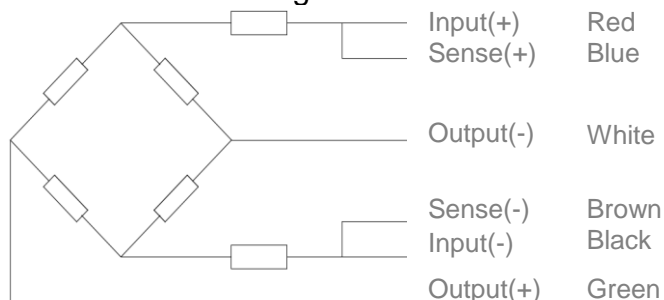 Input(+) Red
Sense(+) Blue
Output(-) White
Sense(-) Brown
Input(-) Black
Output(+) Green